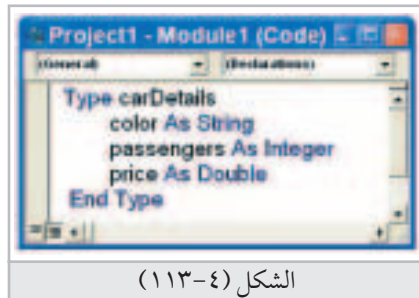 Project1 - Module1 (Code)
(General) (Declarations)
Type carDetails
color As String
passengers As Integer
price As Double
End Type
الشكل (٤-١١٣)